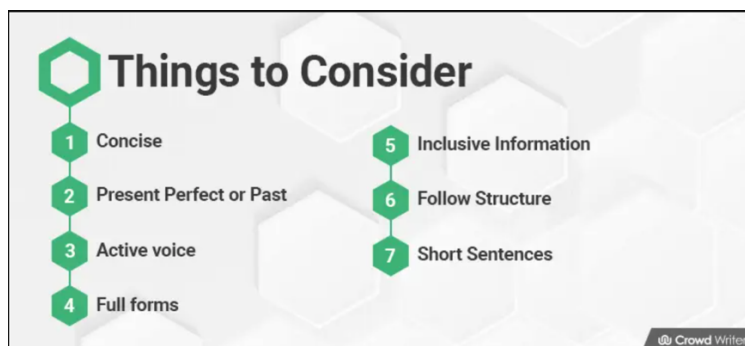 Things to Consider
1 Concise
2 Present Perfect or Past
3 Active voice
4 Full forms
5 Inclusive Information
6 Follow Structure
7 Short Sentences
Crowd Writer